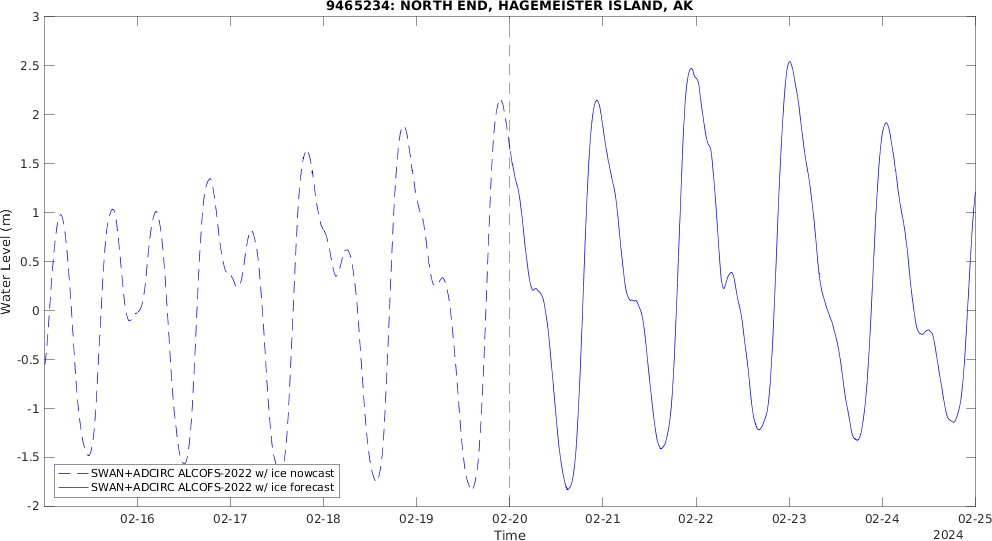 9465234: NORTH END, HAGEMEISTER ISLAND, AK
3
2.5
2
1.5
1
0.5
0
-0.5
-1
-1.5
-2
Water Level (m)
SWAN+ADCIRC ALCOFS-2022 w/ ice nowcast
SWAN+ADCIRC ALCOFS-2022 w/ ice forecast
02-16 02-17 02-18 02-19 02-20 02-21 02-22 02-23 02-24 02-25
Time 2024